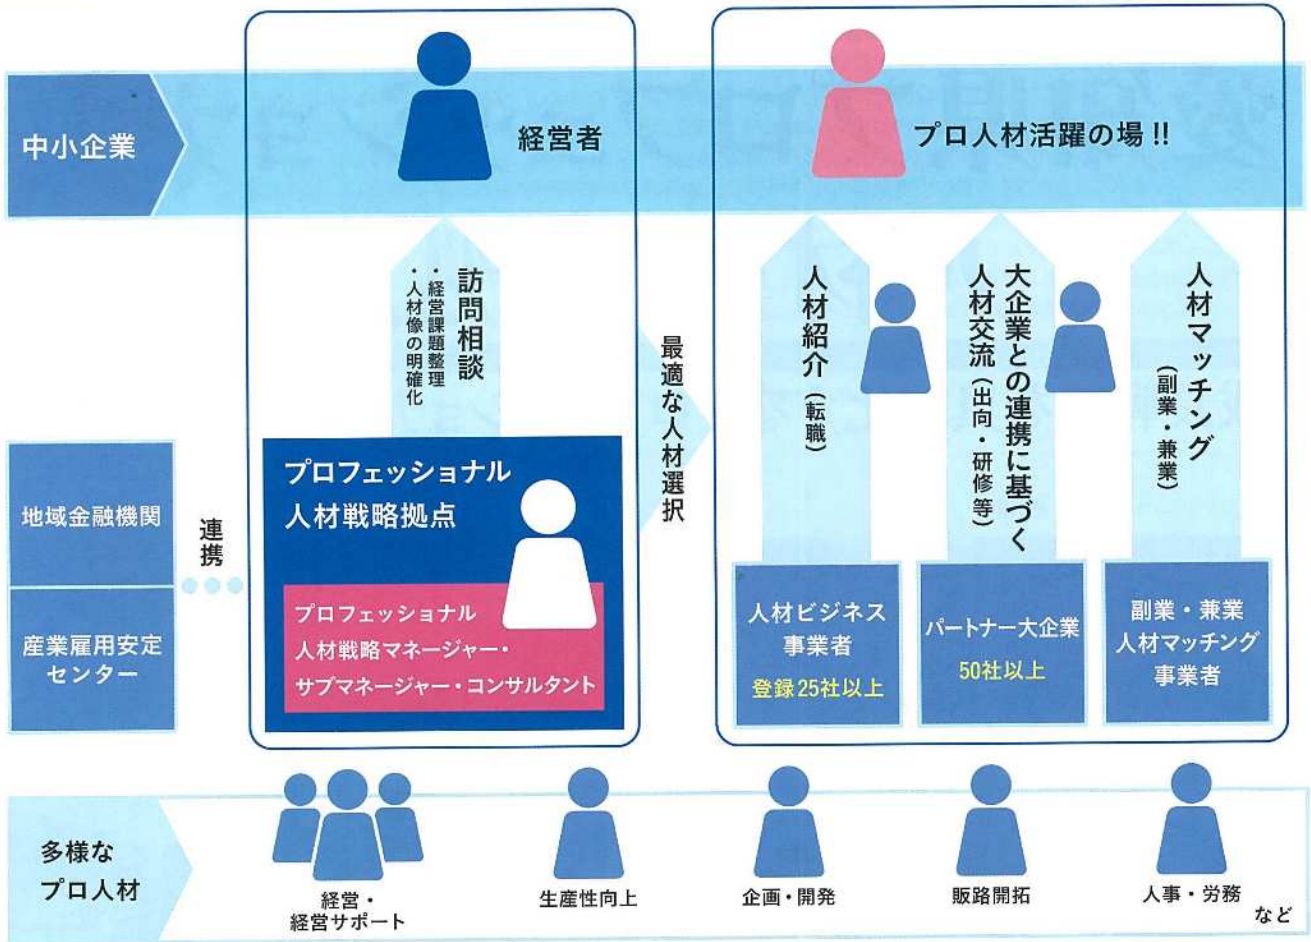 中小企業
経営者
プロ人材活躍の場!!
訪問相談
・経営課題整理
・人材像の明確化
最適な人材選択
人材紹介(転職)
大企業との連携に基づく
人材交流(出向・研修等)
人材マッチング
(副業・兼業)
地域金融機関
産業雇用安定
センター
連携
プロフェッショナル
人材戦略拠点
プロフェッショナル
人材戦略マネージャー・
サブマネージャー・コンサルタント
人材ビジネス
事業者
登録25社以上
パートナー大企業
50社以上
副業・兼業
人材マッチング
事業者
多様な
プロ人材
経営・
経営サポート
生産性向上
企画・開発
販路開拓
人事・労務
など